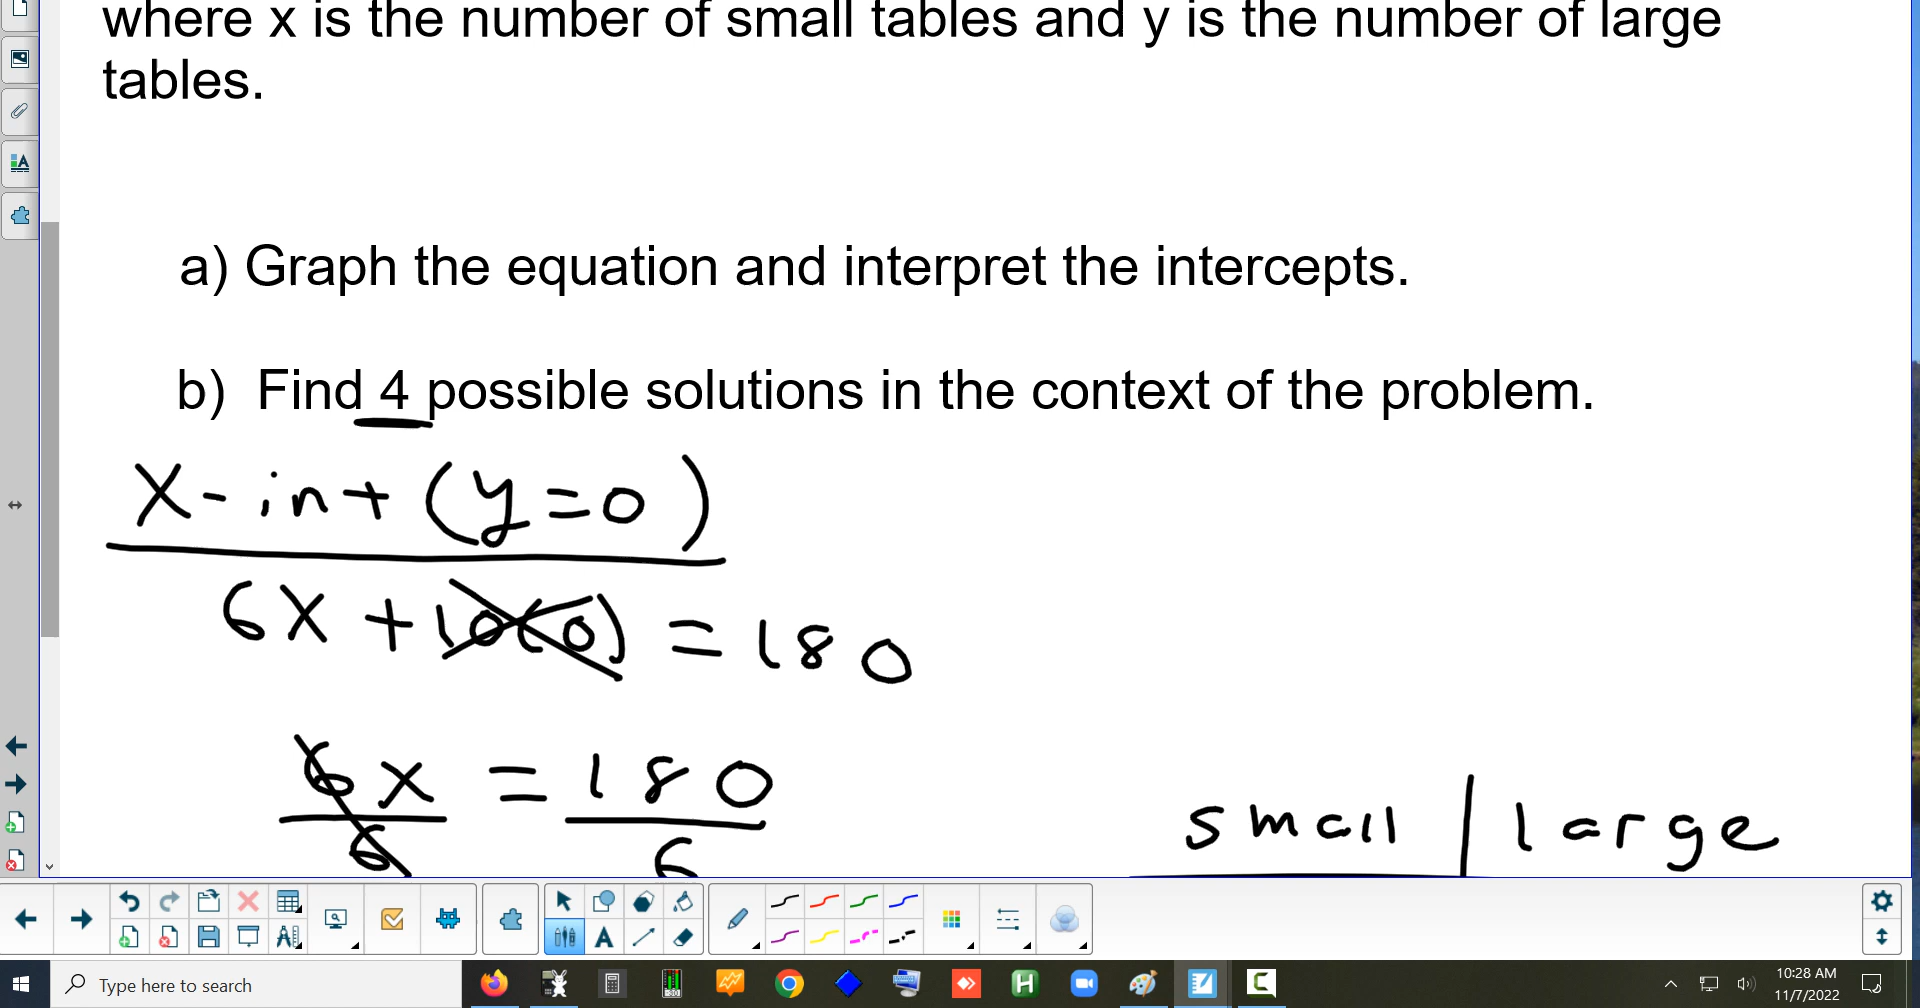 where x is the number of small tables and y is the number of large
tables.
a) Graph the equation and interpret the intercepts.
b) Find 4 possible solutions in the context of the problem.
x-int (y=0)
6x + 10(0) = 180
6x = 180
6 6
small | large
Type here to search
10:28 AM
11/7/2022